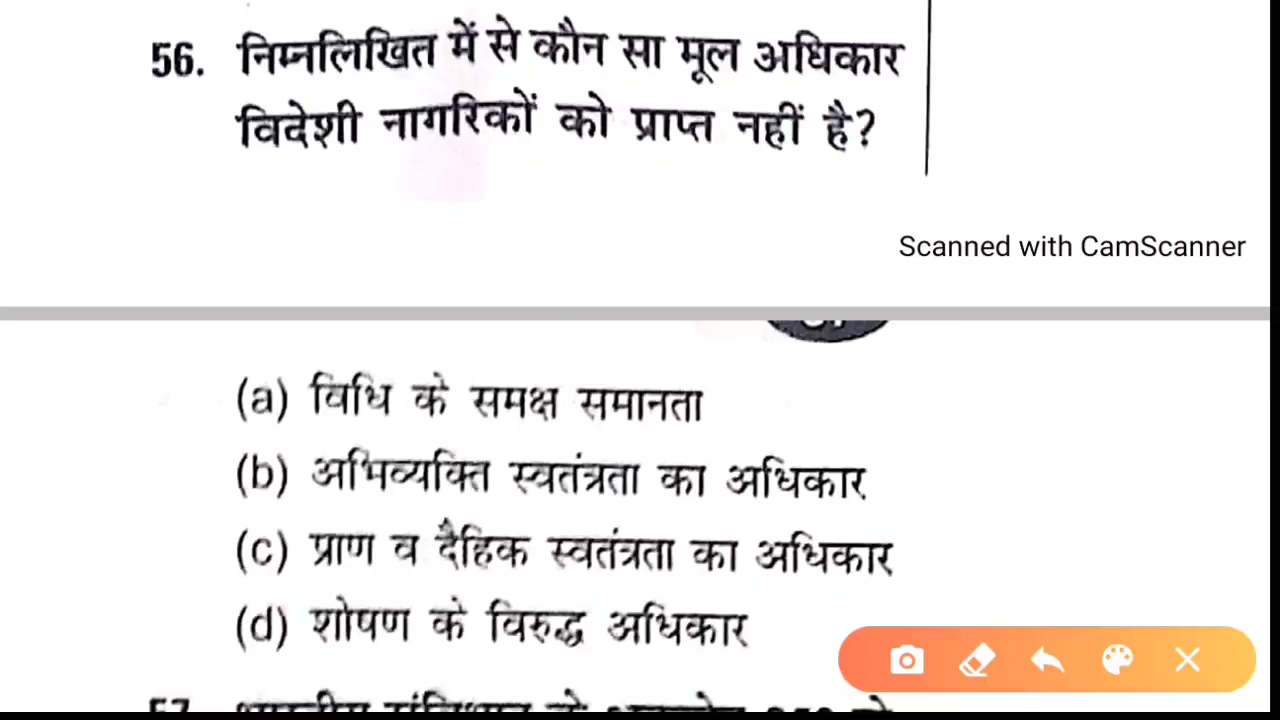 56. निम्नलिखित में से कौन सा मूल अधिकार
विदेशी नागरिकों को प्राप्त नहीं है?
Scanned with CamScanner
(a) विधि के समक्ष समानता
(b) अभिव्यक्ति स्वतंत्रता का अधिकार
(c) प्राण व दैहिक स्वतंत्रता का अधिकार
(d) शोषण के विरुद्ध अधिकार